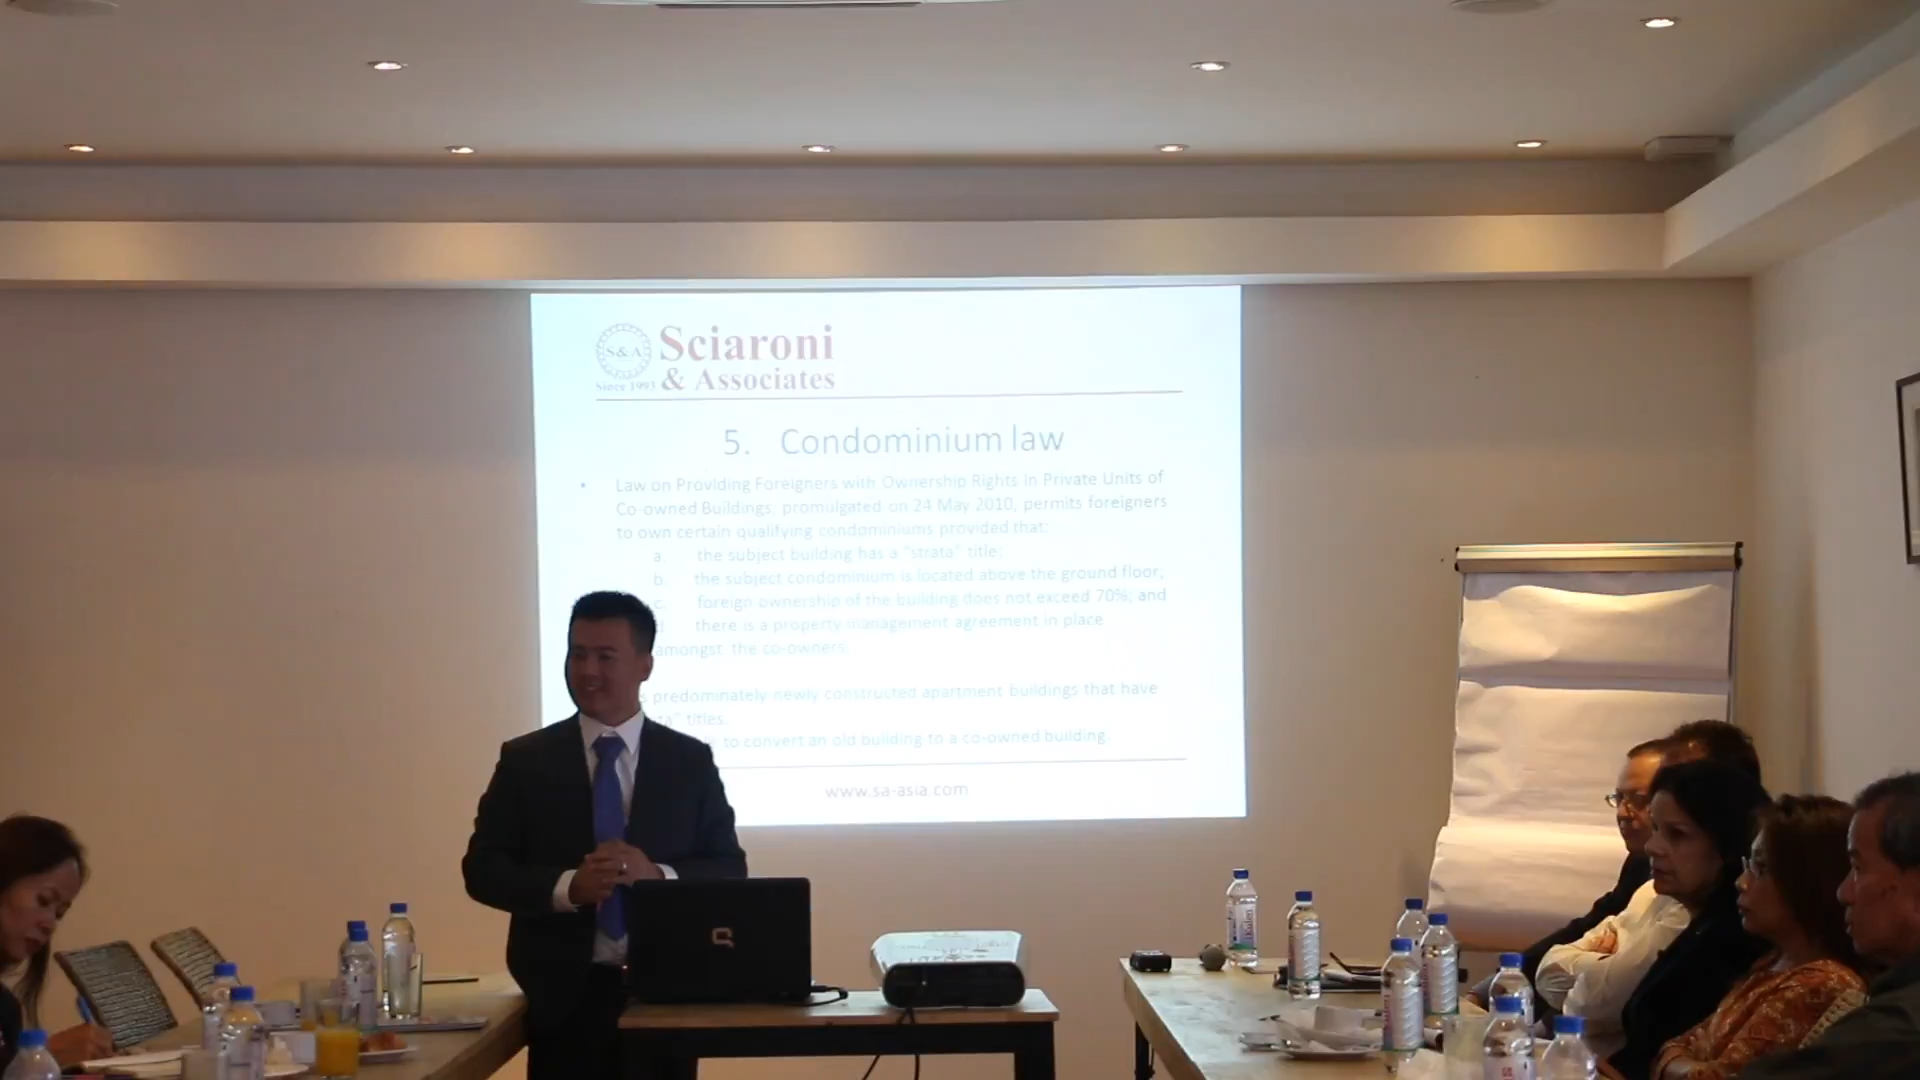 S&A
Since 1993
Sciaroni
& Associates
5. Condominium law
• Law on Providing Foreigners with Ownership Rights in Private Units of
Co-owned Buildings, promulgated on 24 May 2010, permits foreigners
to own certain qualifying condominiums provided that:
a. the subject building has a "strata" title;
b. the subject condominium is located above the ground floor;
c. foreign ownership of the building does not exceed 70%; and
there is a property management agreement in place
amongst the co-owners.
predominately newly constructed apartment buildings that have
titles.
to convert an old building to a co-owned building.
www.sa-asia.com